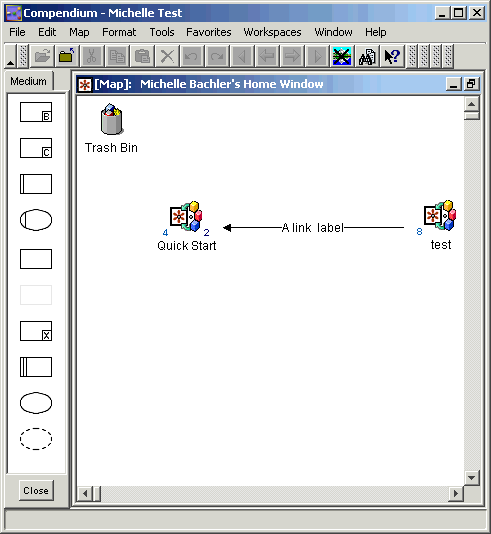 Compendium - Michelle Test
File Edit Map Format Tools Favorites Workspaces Window Help
Medium
[Map]: Michelle Bachler's Home Window
B
Trash Bin
C
4 2
8
A link label
Quick Start
test
X
Close